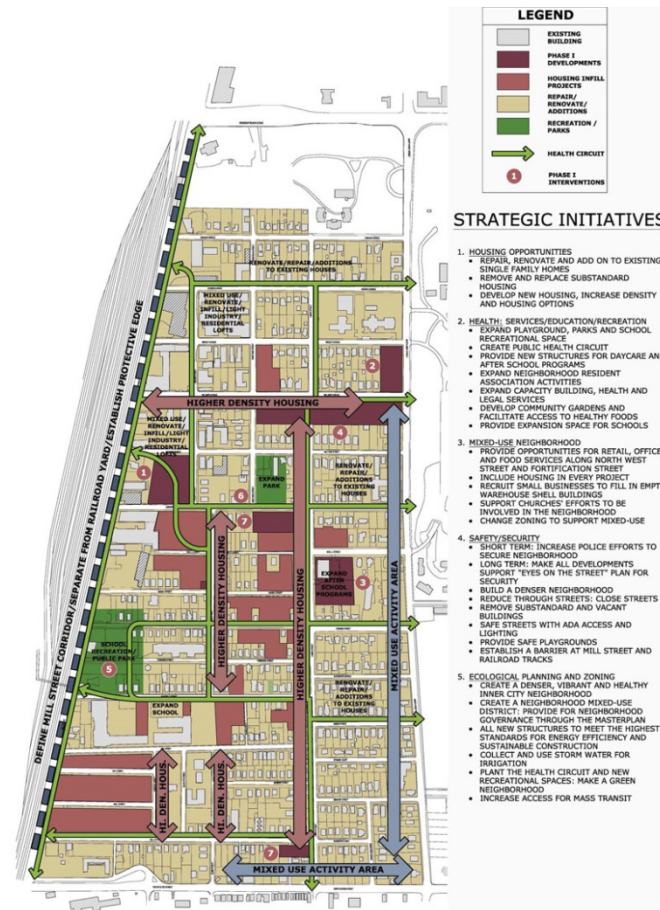 LEGEND
EXISTING
BUILDING
PHASE I
DEVELOPMENTS
HOUSING INFILL
PROJECTS
REPAIR/
RENOVATE/
ADDITIONS
RECREATION /
PARKS
HEALTH CIRCUIT
1
PHASE I
INTERVENTIONS
STRATEGIC INITIATIVES
1. HOUSING OPPORTUNITIES
• REPAIR, RENOVATE AND ADD ON TO EXISTING
SINGLE FAMILY HOMES
• REMOVE AND REPLACE SUBSTANDARD
HOUSING
• DEVELOP NEW HOUSING, INCREASE DENSITY
AND HOUSING OPTIONS
2. HEALTH: SERVICES/EDUCATION/RECREATION
• EXPAND PLAYGROUND, PARKS AND SCHOOL
RECREATIONAL SPACE
• CREATE PUBLIC HEALTH CIRCUIT
• PROVIDE NEW STRUCTURES FOR DAYCARE AN
AFTER SCHOOL PROGRAMS
• EXPAND NEIGHBORHOOD RESIDENT
ASSOCIATION ACTIVITIES
• EXPAND CAPACITY BUILDING, HEALTH AND
LEGAL SERVICES
• DEVELOP COMMUNITY GARDENS AND
FACILITATE ACCESS TO HEALTHY FOODS
• PROVIDE EXPANSION SPACE FOR SCHOOLS
3. MIXED-USE NEIGHBORHOOD
• PROVIDE OPPORTUNITIES FOR RETAIL, OFFICE
AND FOOD SERVICES ALONG NORTH WEST
STREET AND FORTIFICATION STREET
• INCLUDE HOUSING IN EVERY PROJECT
• RECRUIT SMALL BUSINESSES TO FILL IN EMPT
WAREHOUSE SHELL BUILDINGS
• SUPPORT CHURCHES' EFFORTS TO BE
INVOLVED IN THE NEIGHBORHOOD
• CHANGE ZONING TO SUPPORT MIXED-USE
4. SAFETY/SECURITY
• SHORT TERM: INCREASE POLICE EFFORTS TO
SECURE NEIGHBORHOOD
• LONG TERM: MAKE ALL DEVELOPMENTS
SUPPORT "EYES ON THE STREET" PLAN FOR
SECURITY
• BUILD A DENSER NEIGHBORHOOD
• REDUCE THROUGH STREETS: CLOSE STREETS
• REMOVE SUBSTANDARD AND VACANT
BUILDINGS
• SAFE STREETS WITH ADA ACCESS AND
LIGHTING
• PROVIDE SAFE PLAYGROUNDS
• ESTABLISH A BARRIER AT MILL STREET AND
RAILROAD TRACKS
5. ECOLOGICAL PLANNING AND ZONING
• CREATE A DENSER, VIBRANT AND HEALTHY
INNER CITY NEIGHBORHOOD
• CREATE A NEIGHBORHOOD MIXED-USE
DISTRICT: PROVIDE FOR NEIGHBORHOOD
GOVERNANCE THROUGH THE MASTERPLAN
• ALL NEW STRUCTURES TO MEET THE HIGHEST
STANDARDS FOR ENERGY EFFICIENCY AND
SUSTAINABLE CONSTRUCTION
• COLLECT AND USE STORM WATER FOR
IRRIGATION
• PLANT THE HEALTH CIRCUIT AND NEW
RECREATIONAL SPACES: MAKE A GREEN
NEIGHBORHOOD
• INCREASE ACCESS FOR MASS TRANSIT
DEFINE MILL STREET CORRIDOR/SEPARATE FROM RAILROAD YARD/ESTABLISH PROTECTIVE EDGE
RENOVATE/REPAIR/ADDITIONS
TO EXISTING HOUSES
MIXED USE/
RENOVATE/
INFILL/LIGHT
INDUSTRY/
RESIDENTIAL
LOFTS
2
HIGHER DENSITY HOUSING
MIXED USE/
RENOVATE/
INFILL/LIGHT
INDUSTRY/
RESIDENTIAL
LOFTS
4
1
EXPAND
PARK
RENOVATE/
REPAIR/
ADDITIONS
TO EXISTING
HOUSES
6
7
HIGHER DENSITY HOUSING
HIGHER DENSITY HOUSING
MIXED USE ACTIVITY AREA
EXPAND
AFTER
SCHOOL
PROGRAMS
3
SCHOOL
RECREATION/
PUBLIC PARK
5
EXPAND
SCHOOL
RENOVATE/
REPAIR/
ADDITIONS
TO EXISTING
HOUSES
HI. DEN. HOUS.
HI. DEN. HOUS.
7
MIXED USE ACTIVITY AREA